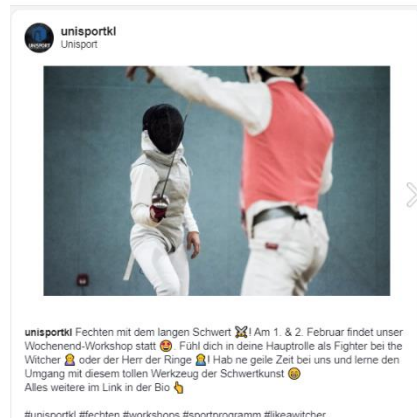 unisportkl
Unisport
UNISPORT
unisportkl Fechten mit dem langen Schwert ⚔️! Am 1. & 2. Februar findet unser
Wochenend-Workshop statt 😍. Fühl dich in deine Hauptrolle als Fighter bei the
Witcher 🧝 oder der Herr der Ringe 🧝! Hab ne geile Zeit bei uns und lerne den
Umgang mit diesem tollen Werkzeug der Schwertkunst 😁
Alles weitere im Link in der Bio 👆
#unisportkl #fechten #workshops #sportprogramm #likeawitcher